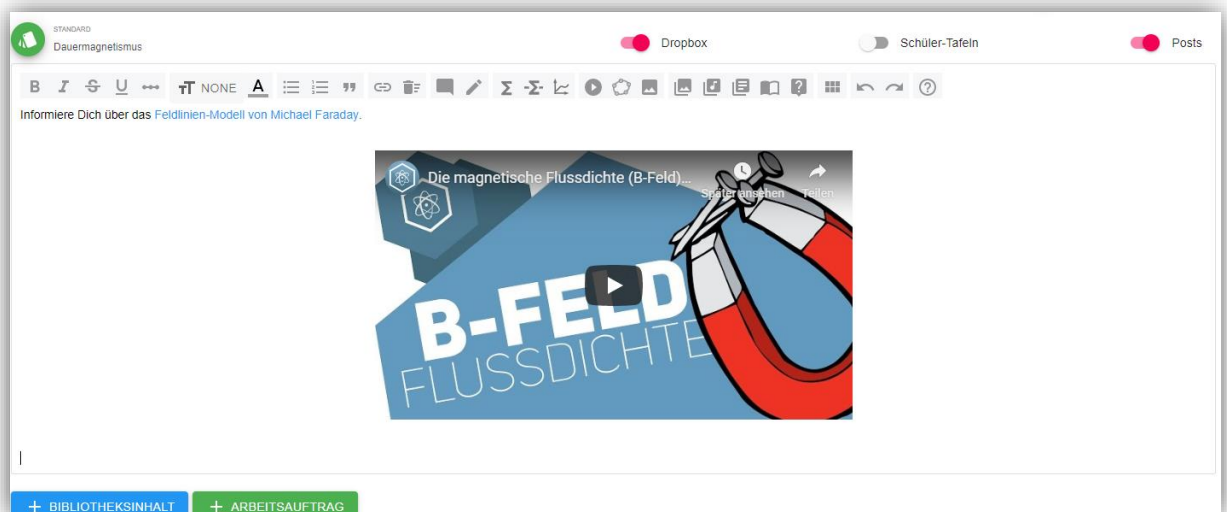 STANDARD
Dauermagnetismus
Dropbox
Schüler-Tafeln
Posts
B I S U NONE A Σ -Σ-
Informiere Dich über das Feldlinien-Modell von Michael Faraday.
Die magnetische Flussdichte (B-Feld)...
Später ansehen
Teilen
B-FELD
FLUSSDICHTE
+ BIBLIOTHEKSINHALT
+ ARBEITSAUFTRAG